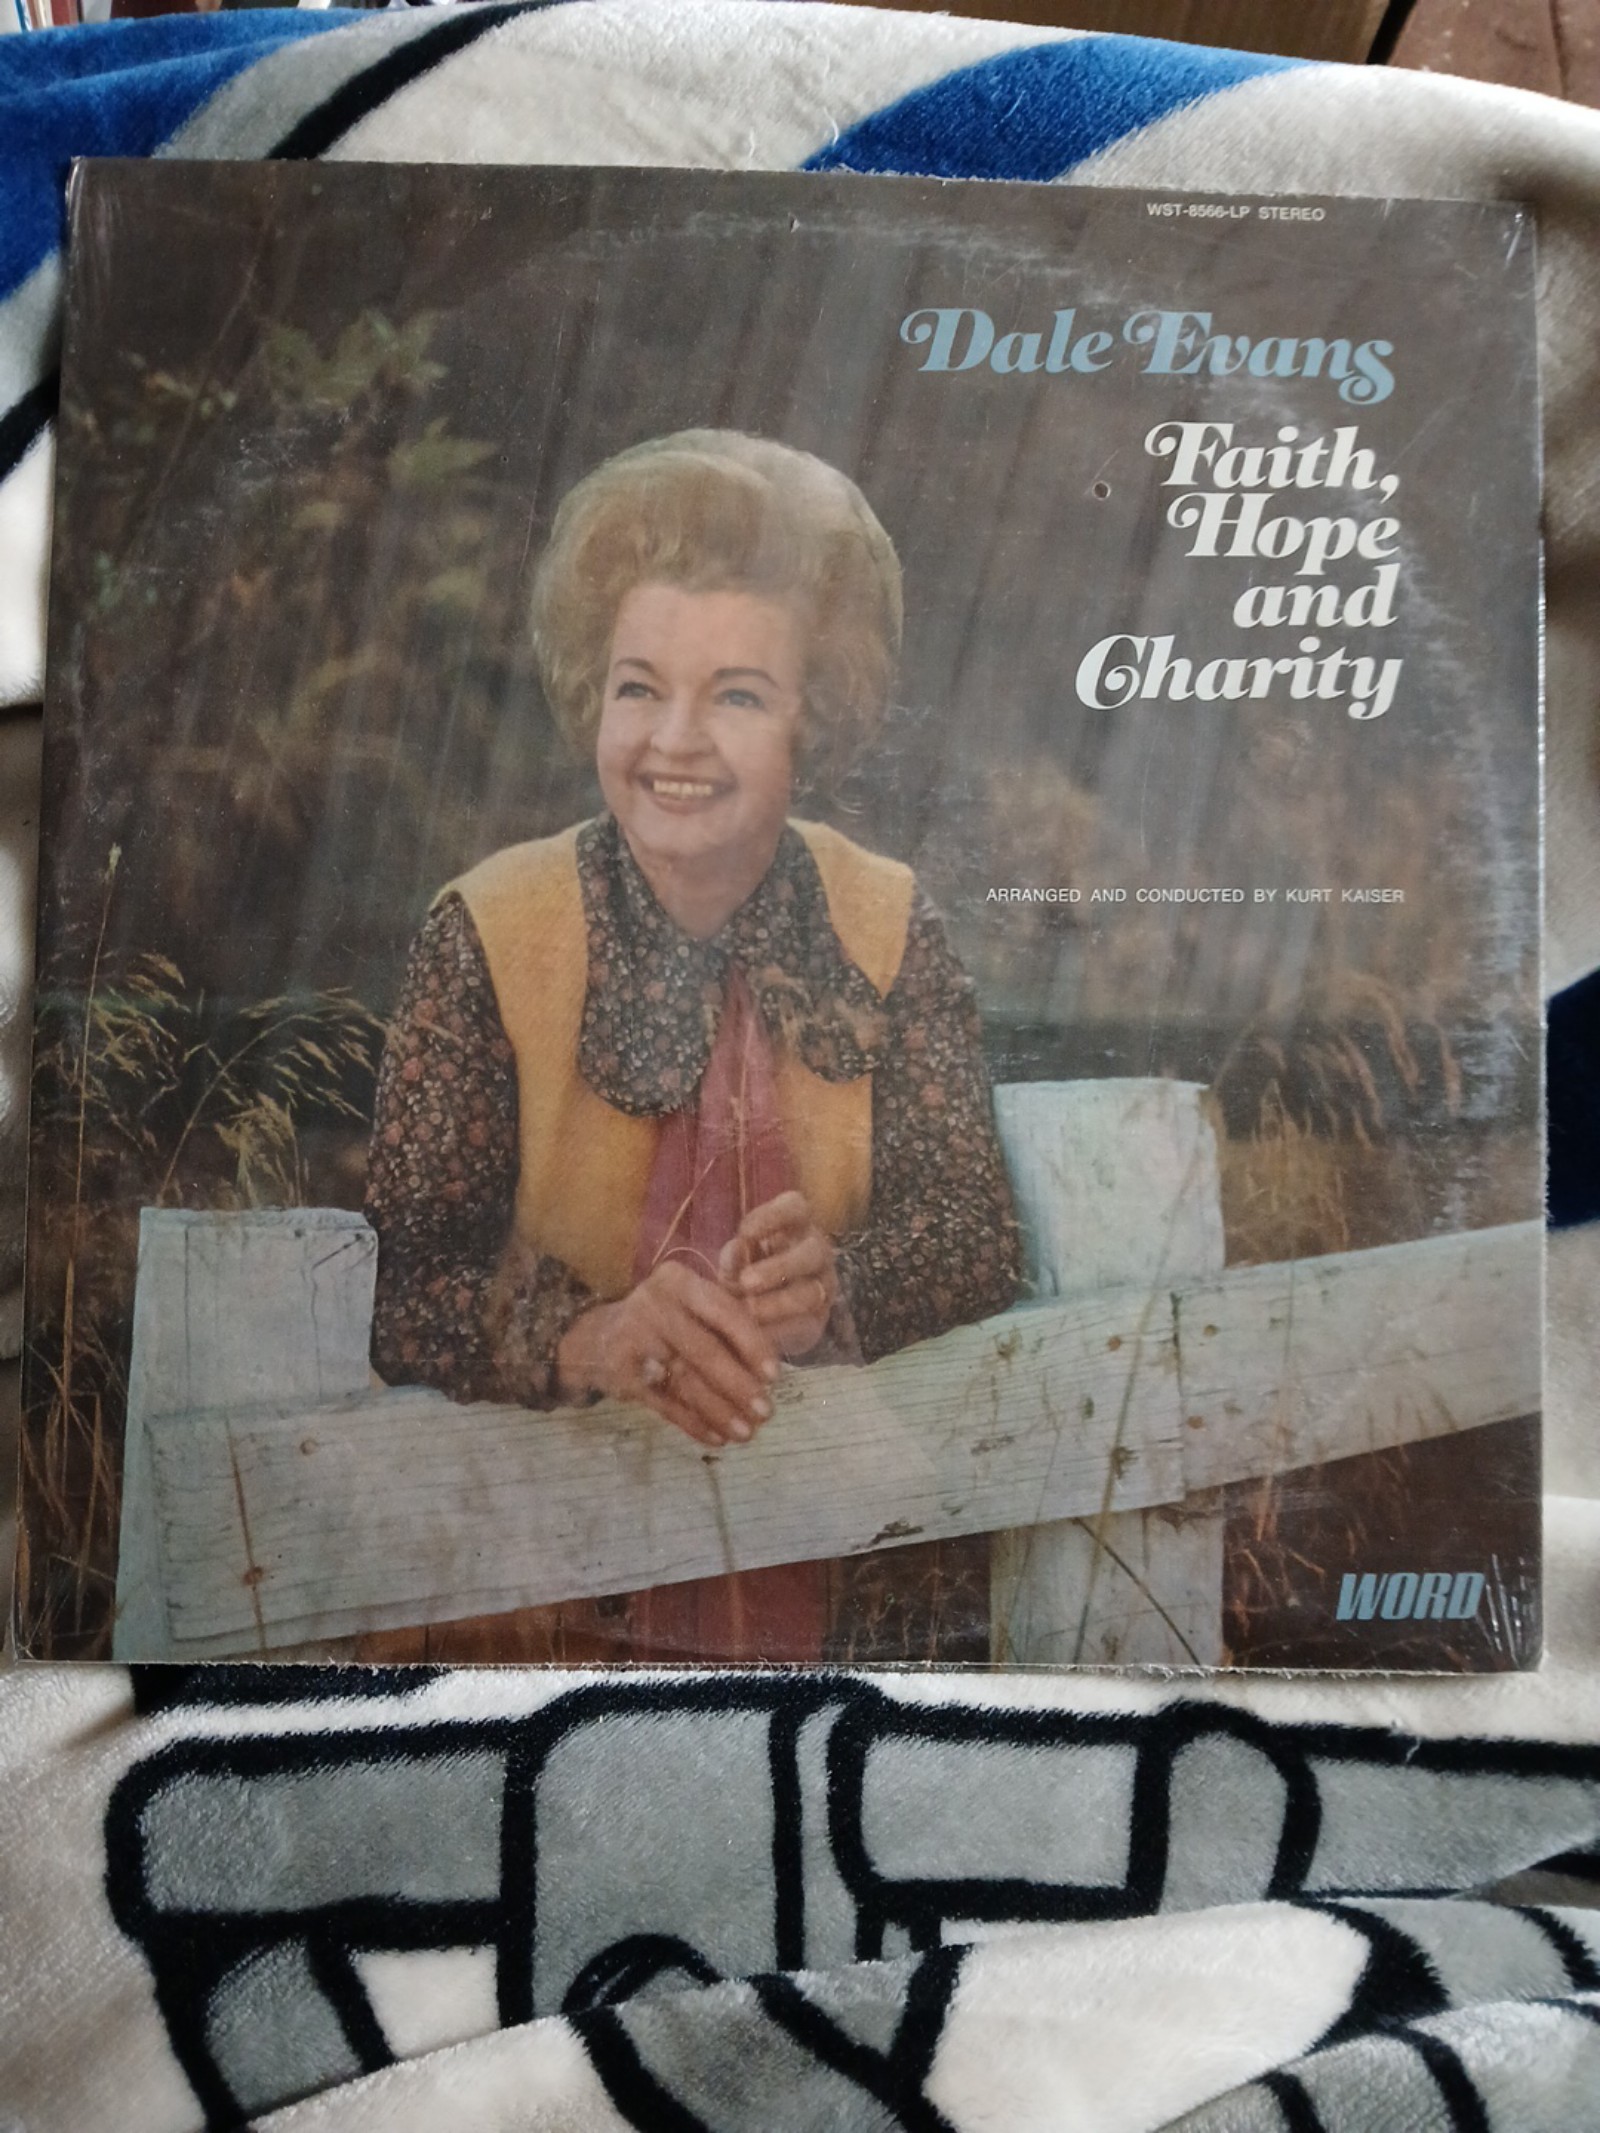 WST-8566-LP STEREO
Dale Evans
Faith,
Hope
and
Charity
ARRANGED AND CONDUCTED BY KURT KAISER
WORD